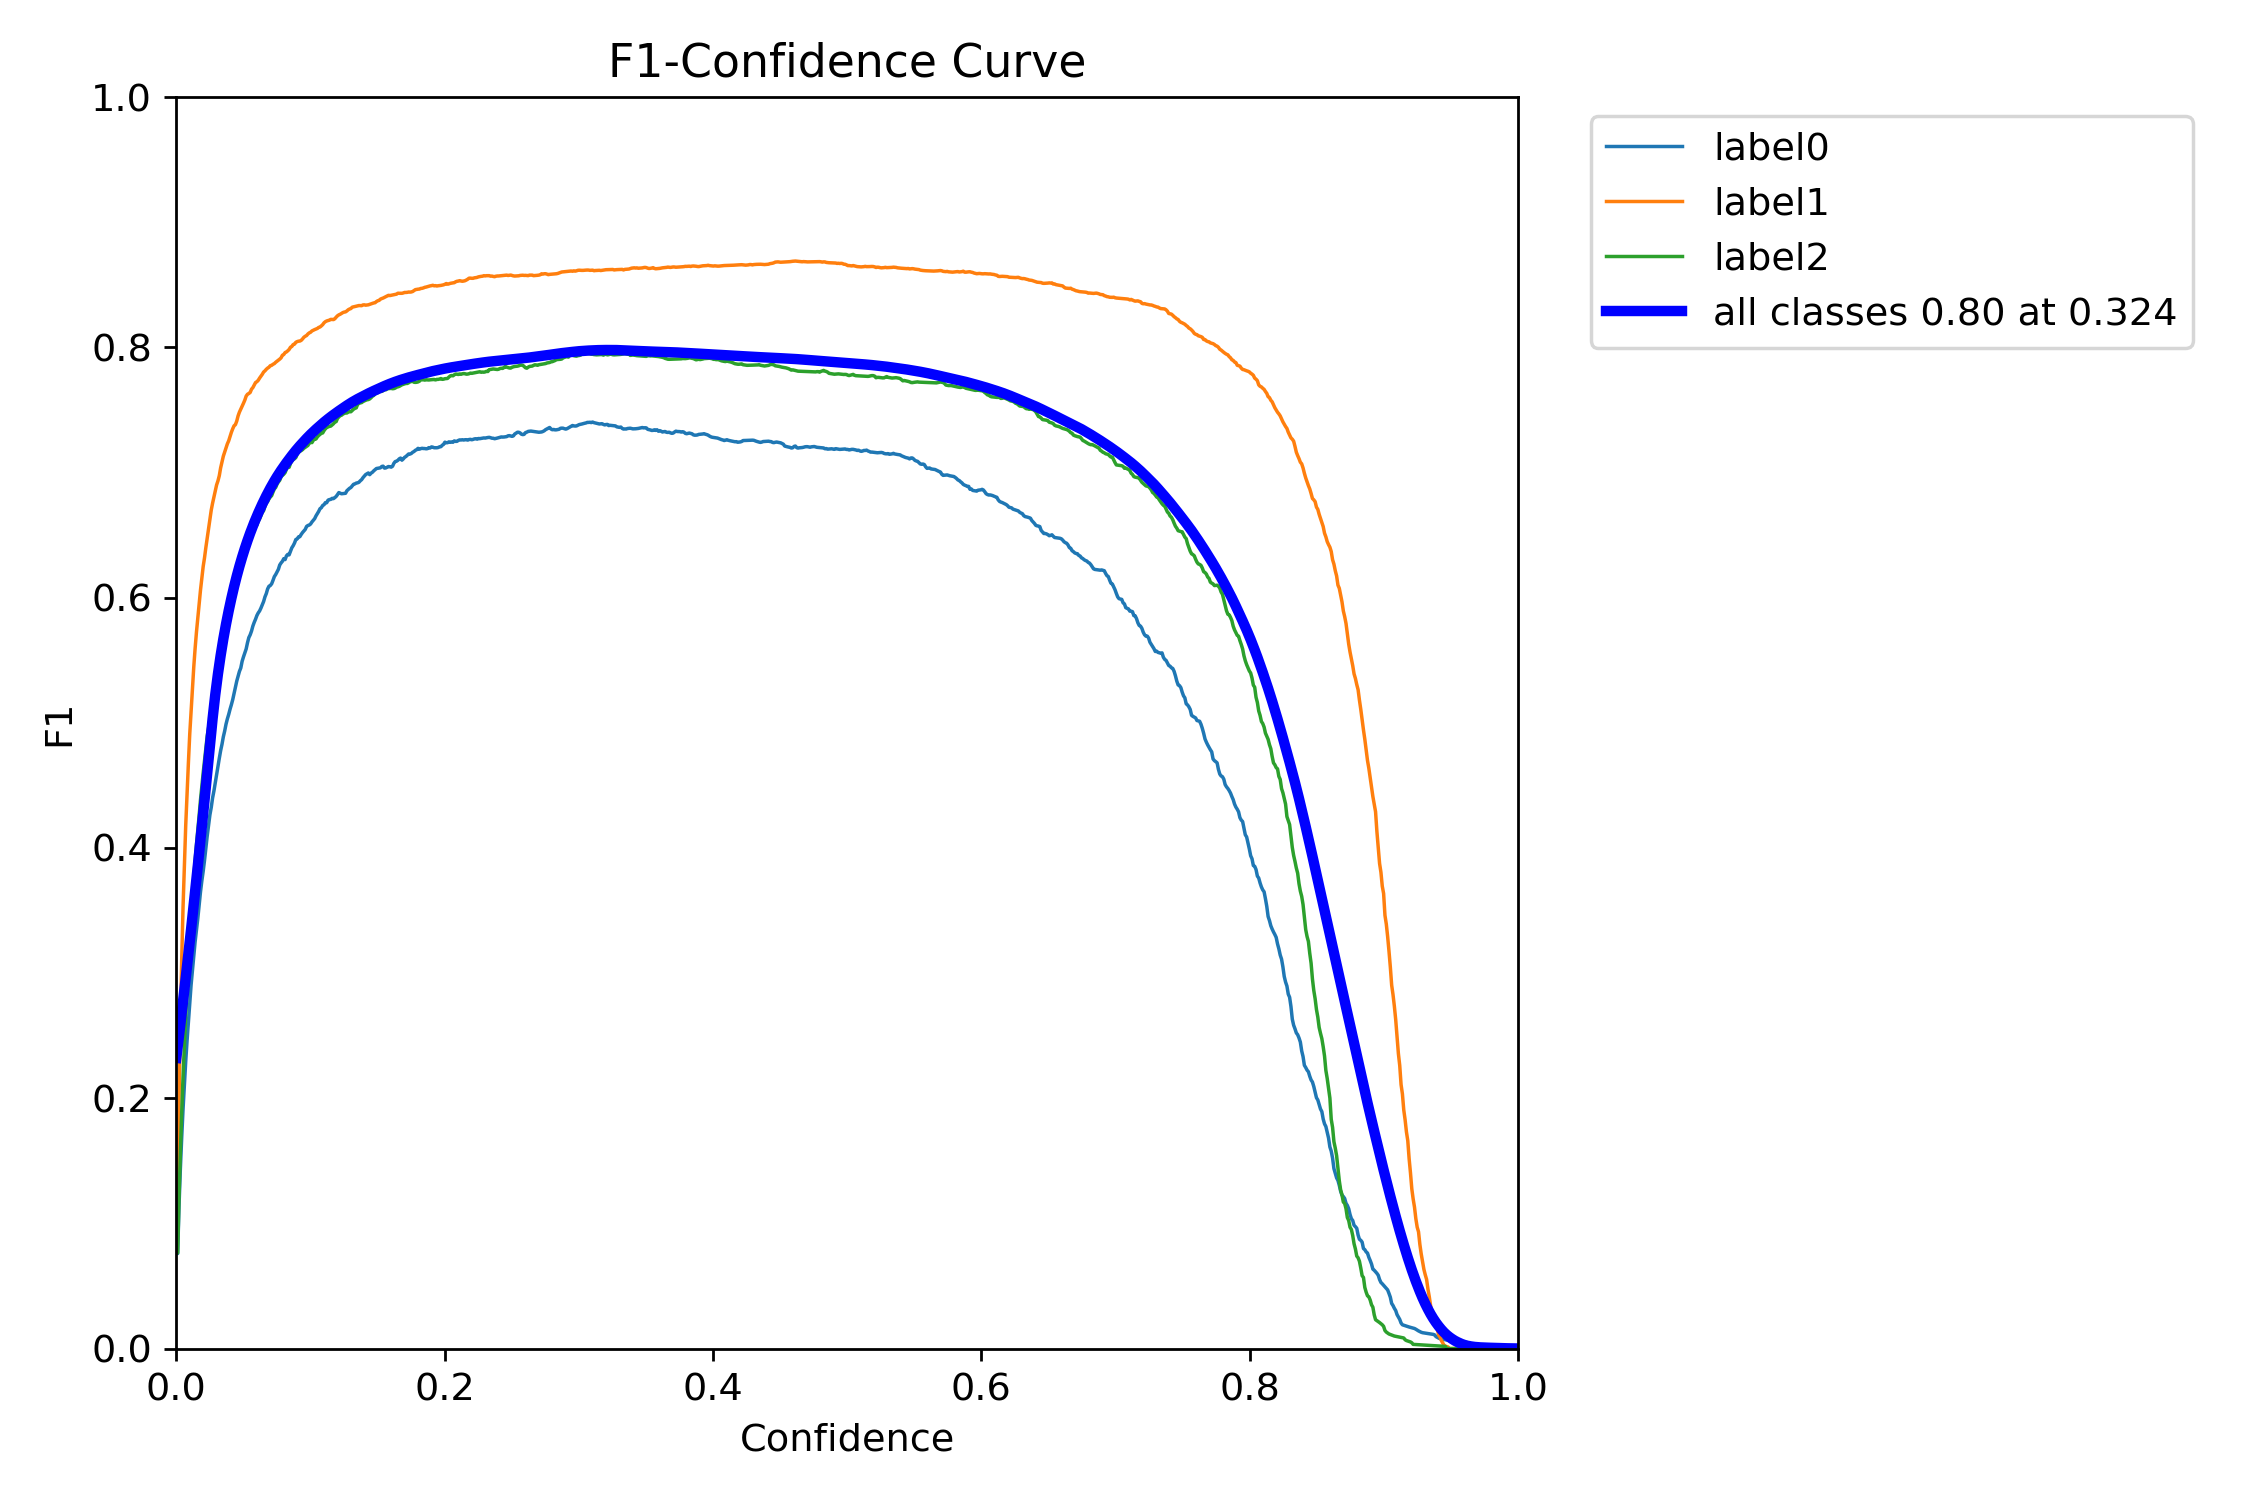 F1-Confidence Curve
1.0
0.8
0.6
0.4
0.2
0.0
F1
0.0 0.2 0.4 0.6 0.8 1.0
Confidence
label0
label1
label2
all classes 0.80 at 0.324